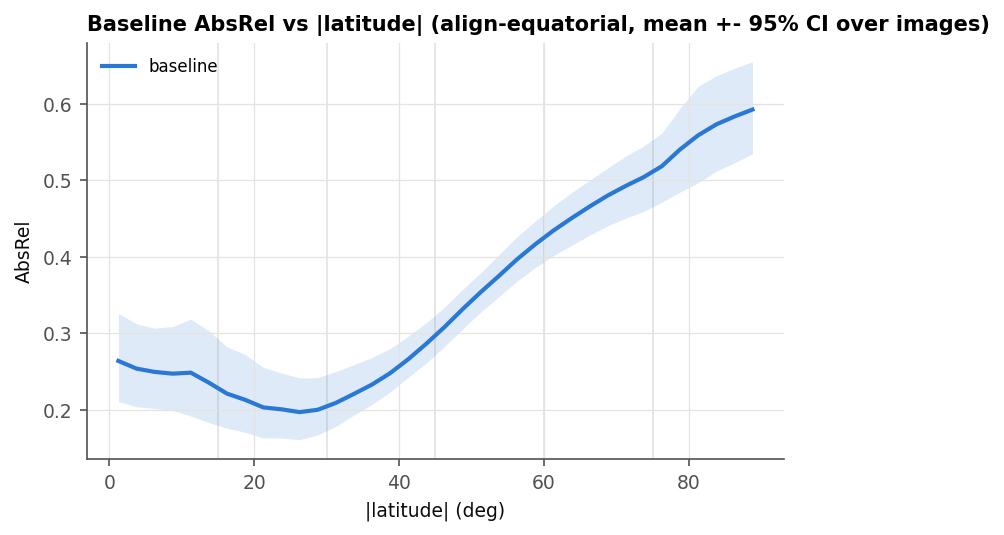 Baseline AbsRel vs |latitude| (align-equatorial, mean +- 95% CI over images)
baseline
0.6
0.5
0.4
0.3
0.2
AbsRel
0 20 40 60 80
|latitude| (deg)